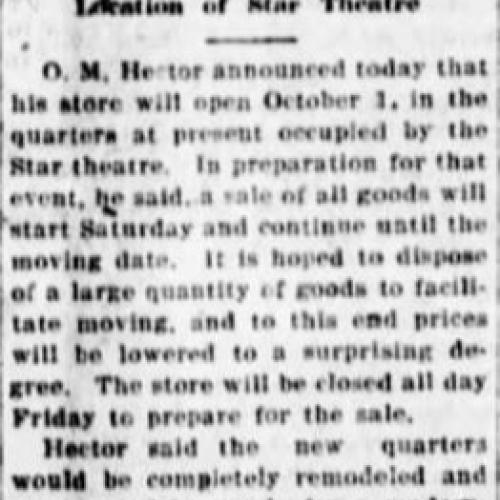 Location of Star Theatre
O. M. Hector announced today that
his store will open October 1, in the
quarters at present occupied by the
Star theatre. In preparation for that
event, he said, a sale of all goods will
start Saturday and continue until the
moving date. It is hoped to dispose
of a large quantity of goods to facili-
tate moving, and to this end prices
will be lowered to a surprising de-
gree. The store will be closed all day
Friday to prepare for the sale.
Hector said the new quarters
would be completely remodeled and